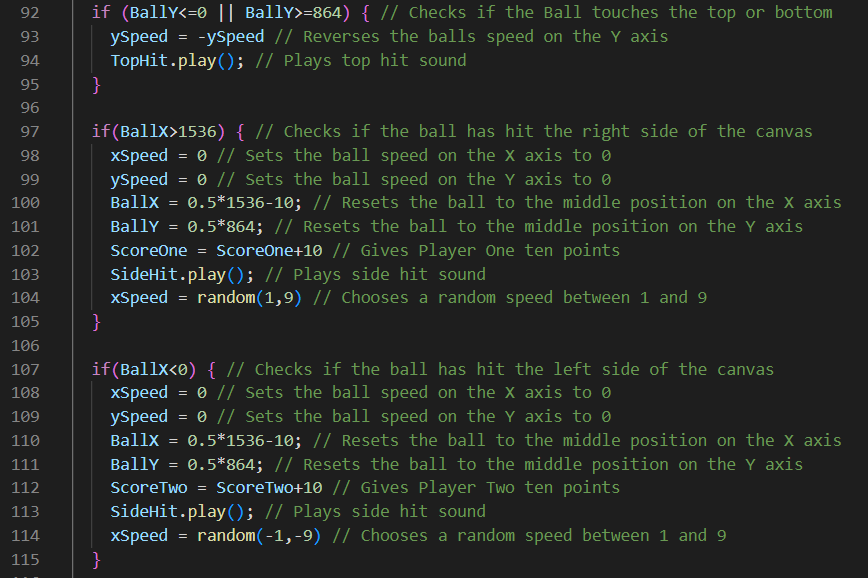 92 if (BallY<=0 || BallY>=864) { // Checks if the Ball touches the top or bottom
93 ySpeed = -ySpeed // Reverses the balls speed on the Y axis
94 TopHit.play(); // Plays top hit sound
95 }
96
97 if(BallX>1536) { // Checks if the ball has hit the right side of the canvas
98 xSpeed = 0 // Sets the ball speed on the X axis to 0
99 ySpeed = 0 // Sets the ball speed on the Y axis to 0
100 BallX = 0.5*1536-10; // Resets the ball to the middle position on the X axis
101 BallY = 0.5*864; // Resets the ball to the middle position on the Y axis
102 ScoreOne = ScoreOne+10 // Gives Player One ten points
103 SideHit.play(); // Plays side hit sound
104 xSpeed = random(1,9) // Chooses a random speed between 1 and 9
105 }
106
107 if(BallX<0) { // Checks if the ball has hit the left side of the canvas
108 xSpeed = 0 // Sets the ball speed on the X axis to 0
109 ySpeed = 0 // Sets the ball speed on the Y axis to 0
110 BallX = 0.5*1536-10; // Resets the ball to the middle position on the X axis
111 BallY = 0.5*864; // Resets the ball to the middle position on the Y axis
112 ScoreTwo = ScoreTwo+10 // Gives Player Two ten points
113 SideHit.play(); // Plays side hit sound
114 xSpeed = random(-1,-9) // Chooses a random speed between 1 and 9
115 }